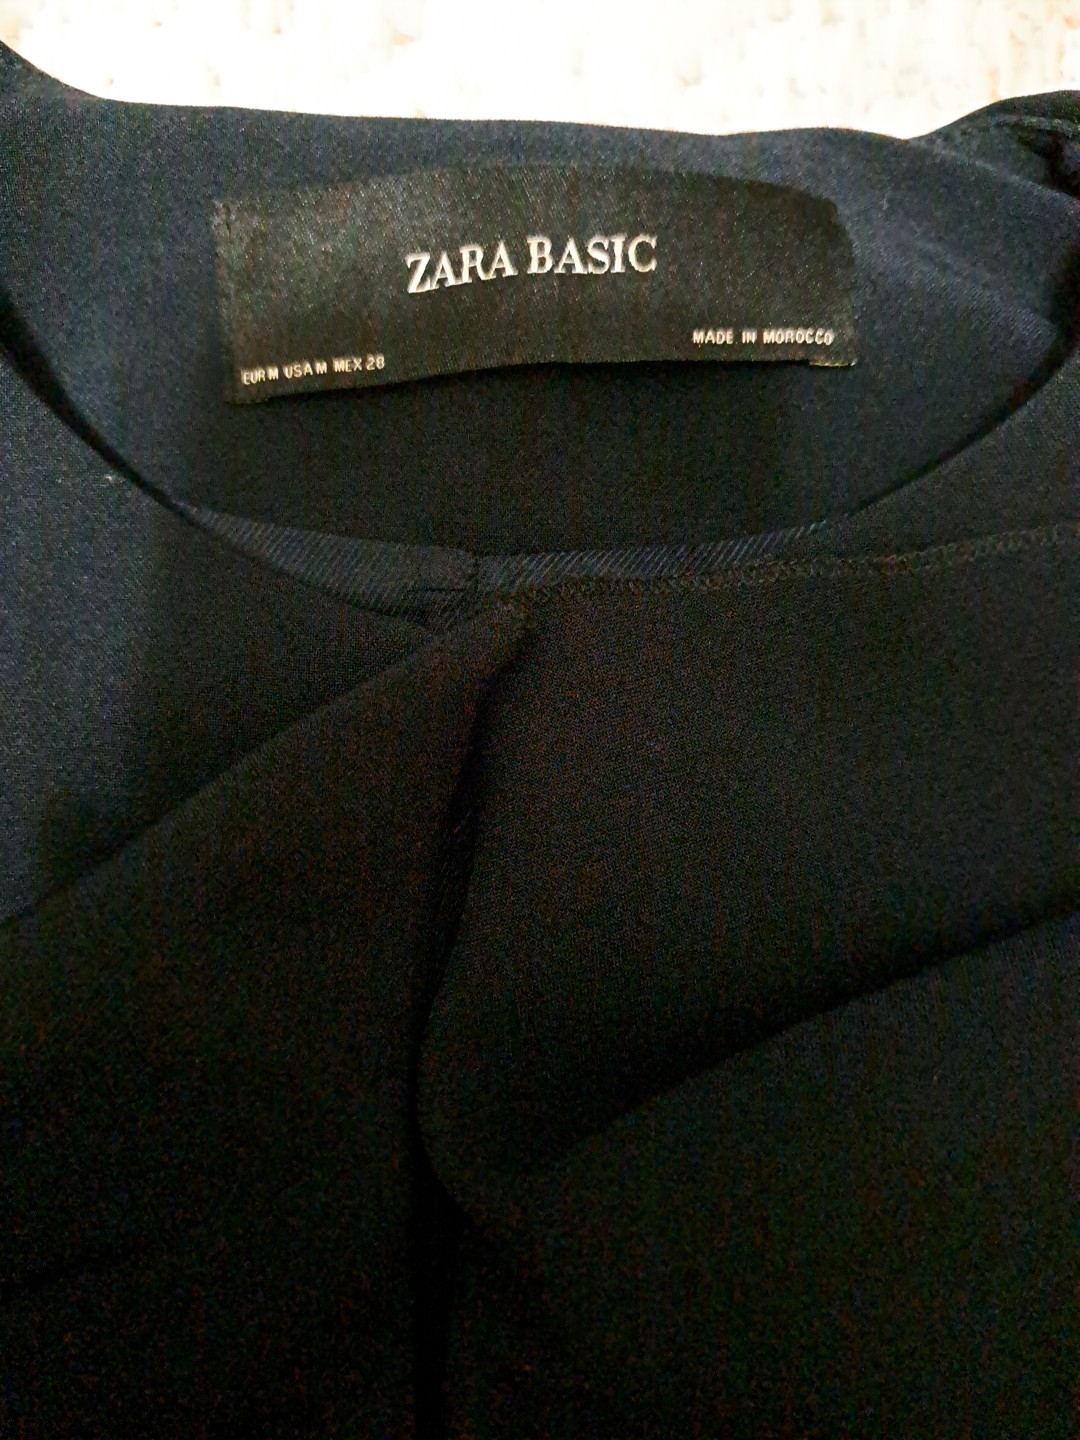 ZARA BASIC
MADE IN MOROCCO
EUR M USA M MEX 28